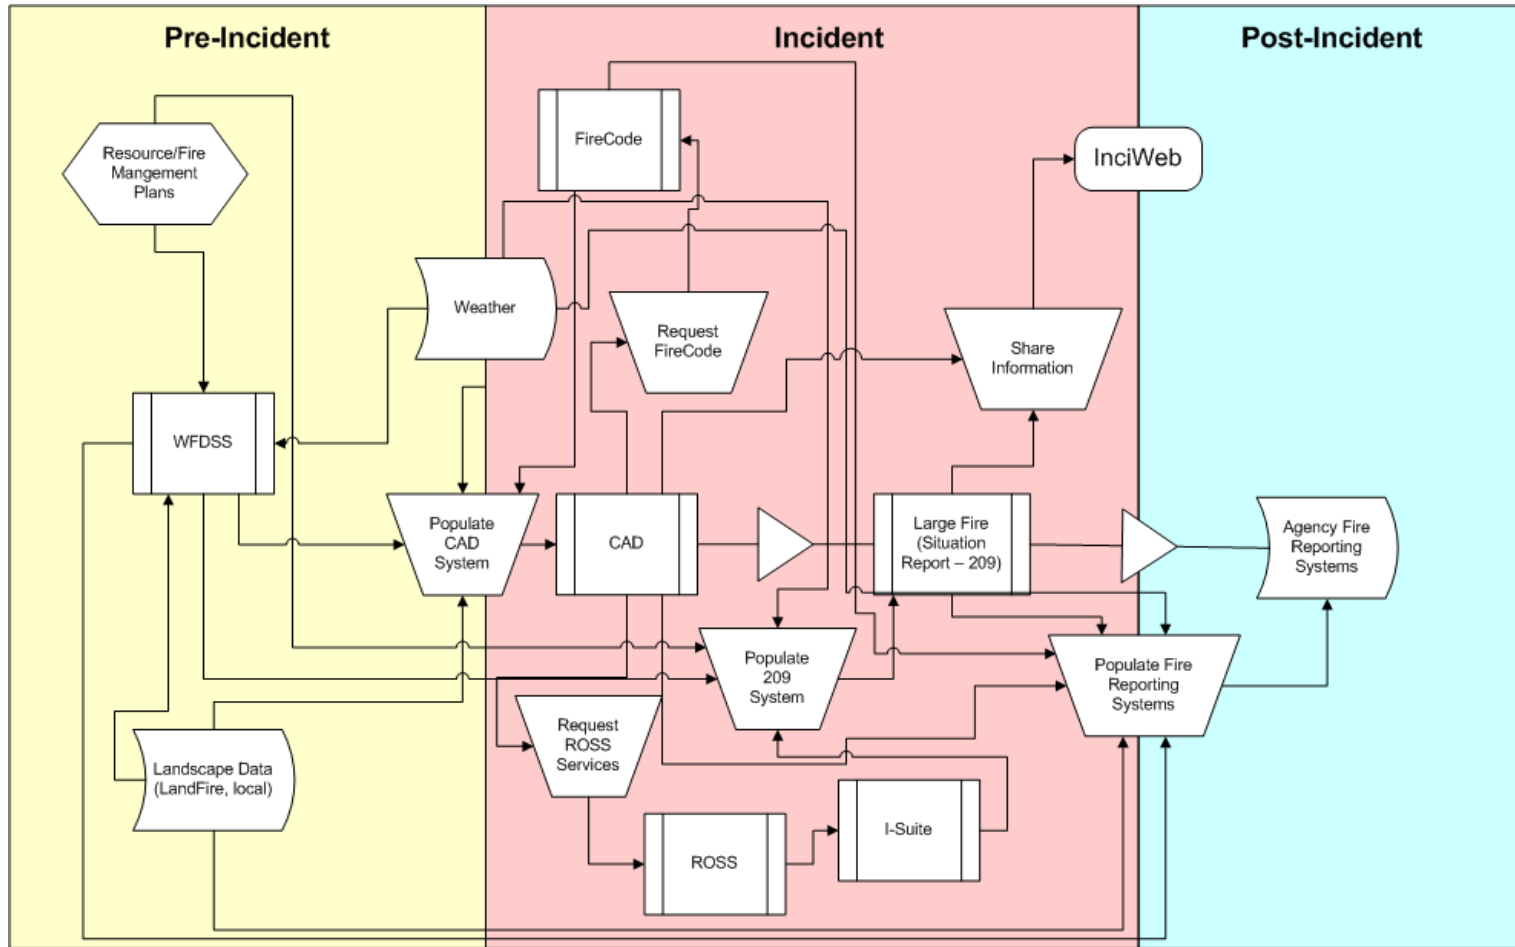 Pre-Incident
Incident
Post-Incident
Resource/Fire
Mangement
Plans
FireCode
InciWeb
Weather
Request
FireCode
Share
Information
WFDSS
Populate
CAD
System
CAD
Large Fire
(Situation
Report – 209)
Agency Fire
Reporting
Systems
Populate
209
System
Populate Fire
Reporting
Systems
Request
ROSS
Services
Landscape Data
(LandFire, local)
I-Suite
ROSS